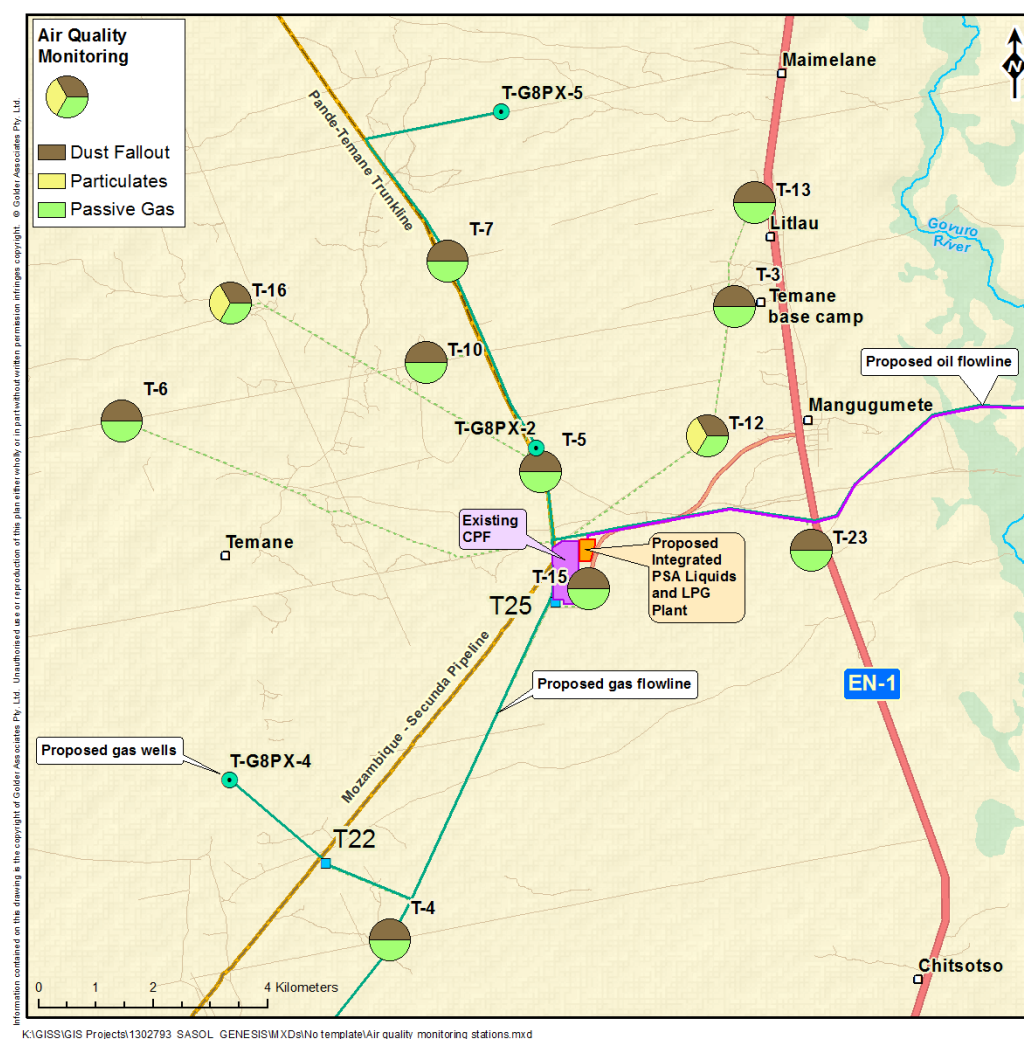 Air Quality
Monitoring
Dust Fallout
Particulates
Passive Gas
Information contained on this drawing is the copyright of Golder Associates Pty. Ltd. Unauthorised use or reproduction of this plan either wholly or in part without written permission infringes copyright. © Golder Associates Pty. Ltd.
N
Maimelane
T-G8PX-5
Pande-Temane Trunkline
T-13
Litlau
Govuro
River
T-7
T-3
Temane
base camp
T-16
T-10
Proposed oil flowline
T-6
Mangugumete
T-12
T-G8PX-2
T-5
Existing
CPF
Temane
Proposed
Integrated
PSA Liquids
and LPG
Plant
T-23
T-15
T25
Mozambique - Secunda Pipeline
Proposed gas flowline
EN-1
Proposed gas wells
T-G8PX-4
T22
T-4
Chitsotso
0 1 2 4 Kilometers
K:\GISS\GIS Projects\1302793_SASOL_GENESIS\MXDs\No template\Air quality monitoring stations.mxd